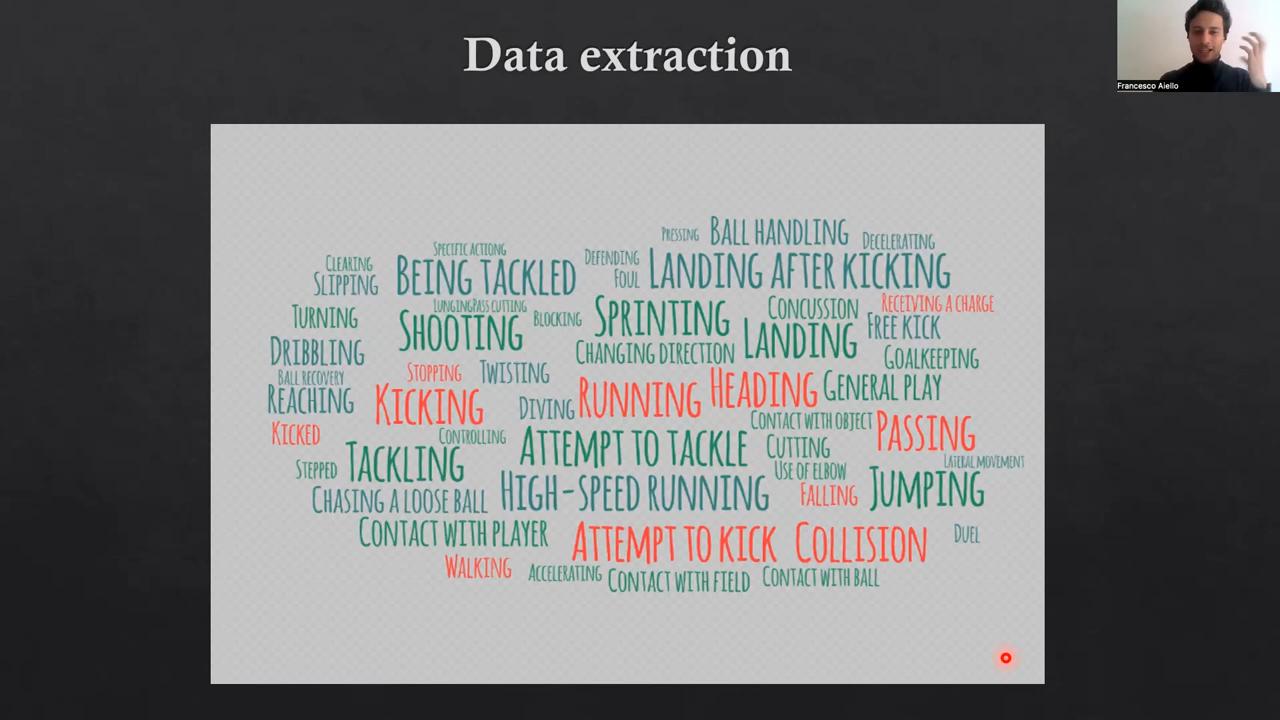 Data extraction
Francesco Aiello
PRESSING
BALL HANDLING
DECELERATING
SPECIFIC ACTIONG
CLEARING
SLIPPING
BEING TACKLED
DEFENDING
FOUL
LANDING AFTER KICKING
TURNING
LUNGING
PASS CUTTING
SHOOTING
BLOCKING
SPRINTING
CONCUSSION
RECEIVING A CHARGE
LANDING
FREE KICK
DRIBBLING
CHANGING DIRECTION
GOALKEEPING
BALL RECOVERY
STOPPING
TWISTING
REACHING
KICKING
DIVING
RUNNING
HEADING
GENERAL PLAY
KICKED
CONTROLLING
CONTACT WITH OBJECT
PASSING
ATTEMPT TO TACKLE
CUTTING
STEPPED
TACKLING
USE OF ELBOW
LATERAL MOVEMENT
CHASING A LOOSE BALL
HIGH-SPEED RUNNING
FALLING
JUMPING
CONTACT WITH PLAYER
ATTEMPT TO KICK
COLLISION
DUEL
WALKING
ACCELERATING
CONTACT WITH FIELD
CONTACT WITH BALL